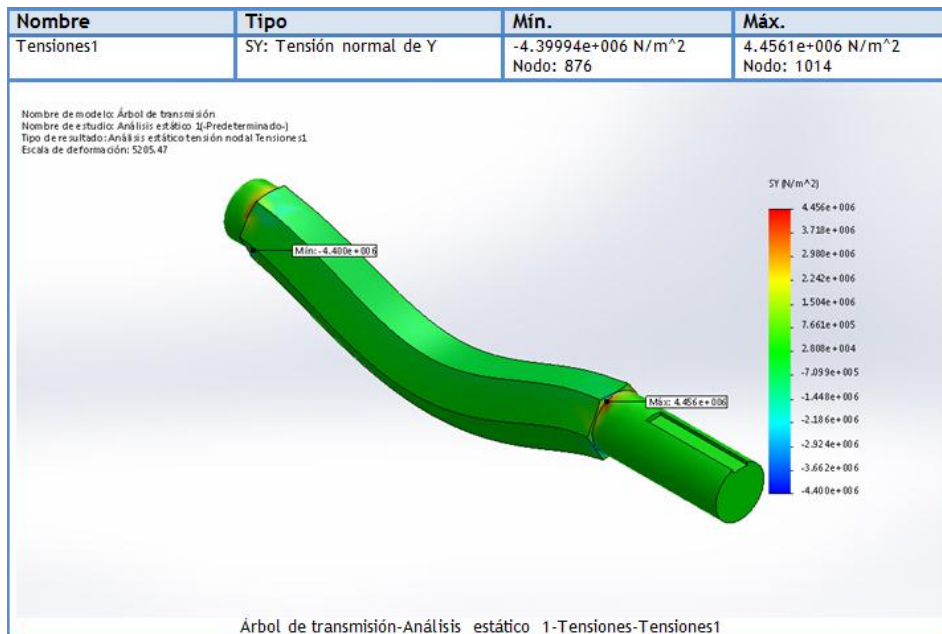 Nombre Tipo Mín. Máx.
Tensiones1 SY: Tensión normal de Y -4.39994e+006 N/m^2 4.4561e+006 N/m^2
Nodo: 876 Nodo: 1014
Nombre de modelo: Árbol de transmisión
Nombre de estudio: Análisis estático 1(-Predeterminado-)
Tipo de resultado: Análisis estático tensión nodal Tensiones1
Escala de deformación: 5205.47
SY (N/m^2)
4.456e+006
3.718e+006
2.980e+006
2.242e+006
1.504e+006
7.661e+005
2.808e+004
-7.099e+005
-1.448e+006
-2.186e+006
-2.924e+006
-3.662e+006
-4.400e+006
Mín: -4.400e+006
Máx: 4.456e+006
Árbol de transmisión-Análisis estático 1-Tensiones-Tensiones1